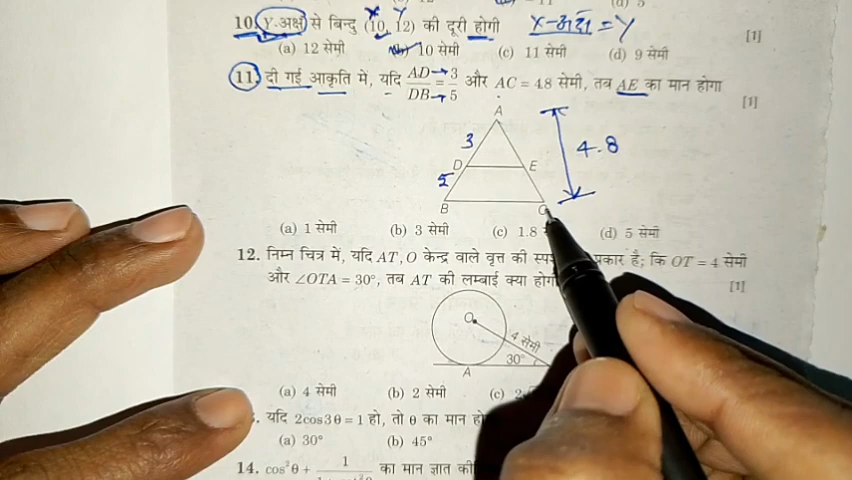 10. Y-अक्ष से बिन्दु (10, 12) की दूरी होगी X-अक्ष = Y [1]
X Y
(a) 12 सेमी (b) 10 सेमी (c) 11 सेमी (d) 9 सेमी
11. दी गई आकृति में, यदि AD/DB = 3/5 और AC = 4.8 सेमी, तब AE का मान होगा [1]
A
3 4.8
D E
5
B C
(a) 1 सेमी (b) 3 सेमी (c) 1.8 (d) 5 सेमी
12. निम्न चित्र में, यदि AT, O केन्द्र वाले वृत्त की प्रकार है; कि OT = 4 सेमी
और ∠OTA = 30°, तब AT की लम्बाई क्या होगी [1]
O
4 सेमी
30°
A
(a) 4 सेमी (b) 2 सेमी (c)
यदि 2cos3θ = 1 हो, तो θ का मान
(a) 30° (b) 45°
14. cos²θ + 1 का मान ज्ञात